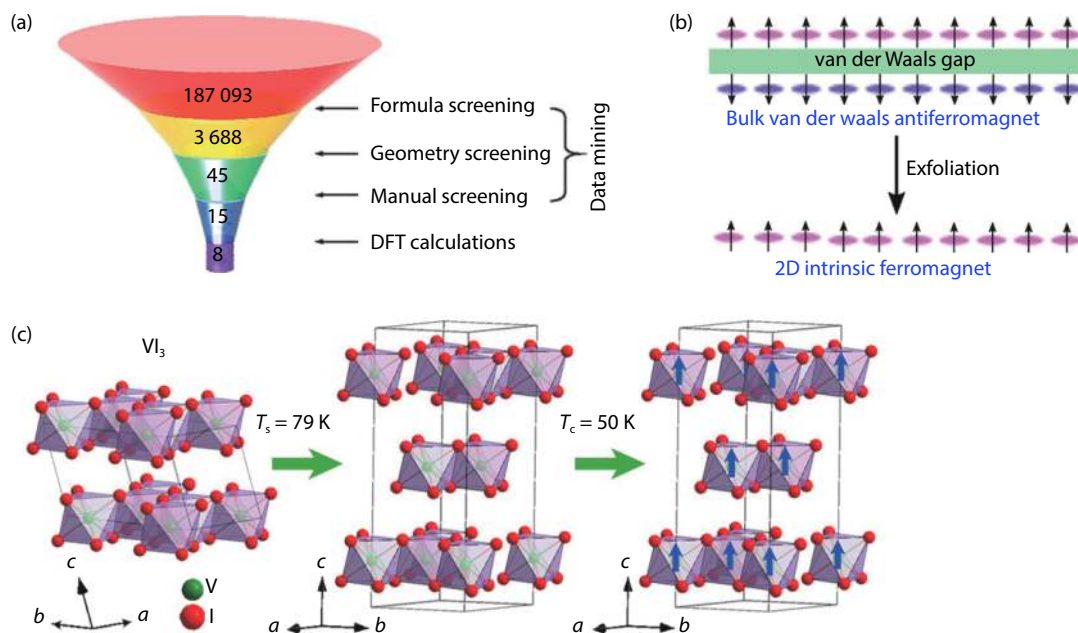 (a)
187 093
3 688
45
15
8
Formula screening
Geometry screening
Manual screening
DFT calculations
Data mining
(b)
van der Waals gap
Bulk van der waals antiferromagnet
Exfoliation
2D intrinsic ferromagnet
(c)
VI₃
Tₛ = 79 K
T꜀ = 50 K
c
b
a
V
I
c
a
b
c
a
b